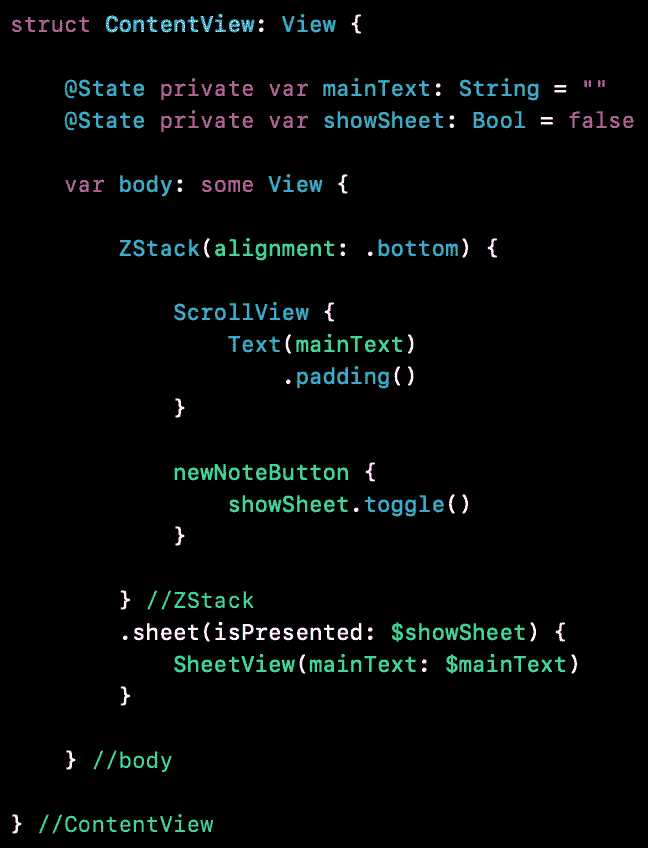 struct ContentView: View {
@State private var mainText: String = ""
@State private var showSheet: Bool = false
var body: some View {
ZStack(alignment: .bottom) {
ScrollView {
Text(mainText)
.padding()
}
newNoteButton {
showSheet.toggle()
}
} //ZStack
.sheet(isPresented: $showSheet) {
SheetView(mainText: $mainText)
}
} //body
} //ContentView